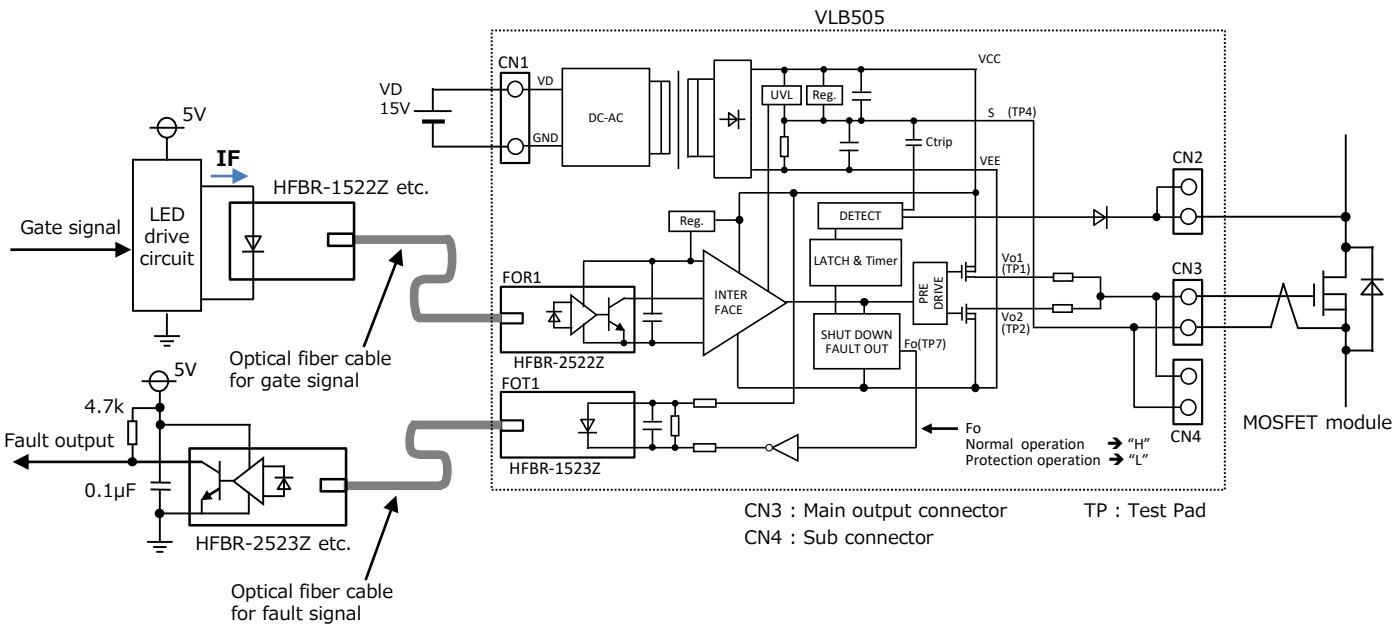 VLB505
CN1
VD
VD
15V
GND
DC-AC
UVL
Reg.
VCC
S (TP4)
Ctrip
VEE
CN2
5V
IF
HFBR-1522Z etc.
Gate signal
LED
drive
circuit
Reg.
DETECT
LATCH & Timer
FOR1
INTER
FACE
PRE
DRIVE
Vo1
(TP1)
Vo2
(TP2)
CN3
SHUT DOWN
FAULT OUT
Fo(TP7)
HFBR-2522Z
Optical fiber cable
for gate signal
5V
FOT1
4.7k
Fault output
0.1μF
HFBR-1523Z
Fo
Normal operation ➔ “H”
Protection operation ➔ “L”
CN4
MOSFET module
HFBR-2523Z etc.
CN3 : Main output connector
TP : Test Pad
CN4 : Sub connector
Optical fiber cable
for fault signal